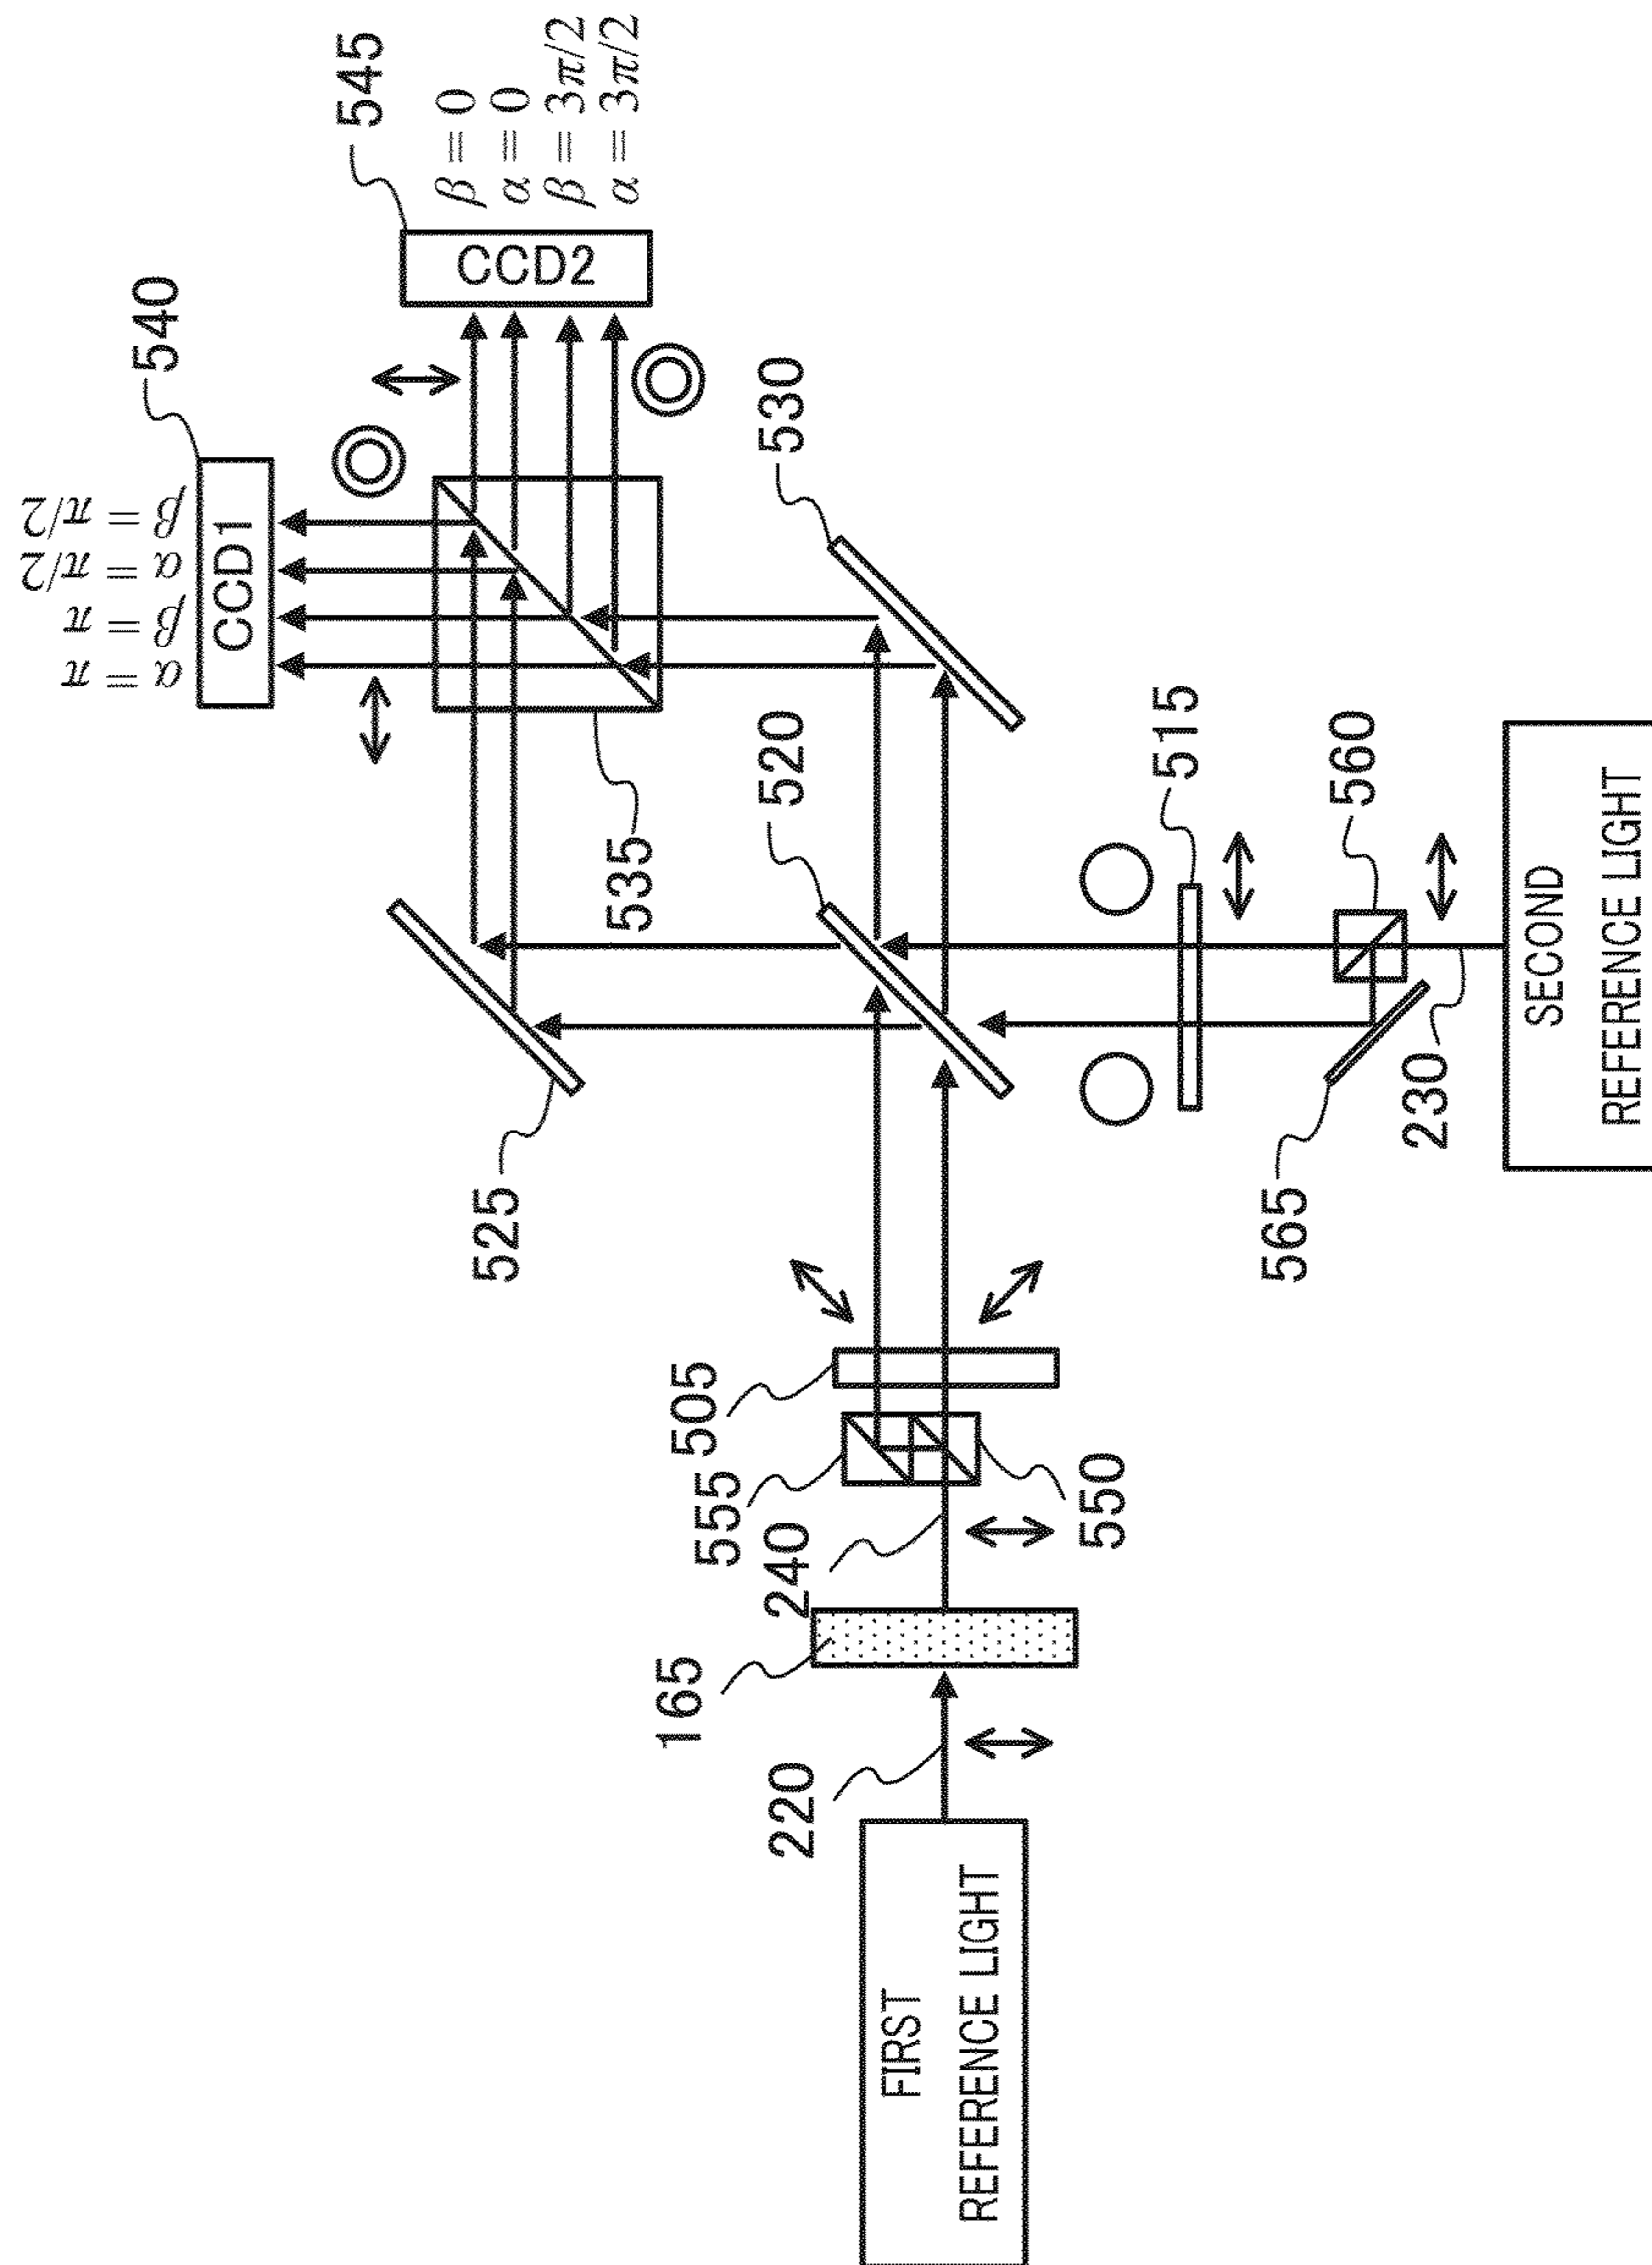 540
545
β = π/2
α = π/2
β = π
α = π
CCD1
β = 0
α = 0
β = 3π/2
α = 3π/2
CCD2
525
535
520
530
505
555
240
165
220
550
515
560
565
230
FIRST
REFERENCE LIGHT
SECOND
REFERENCE LIGHT